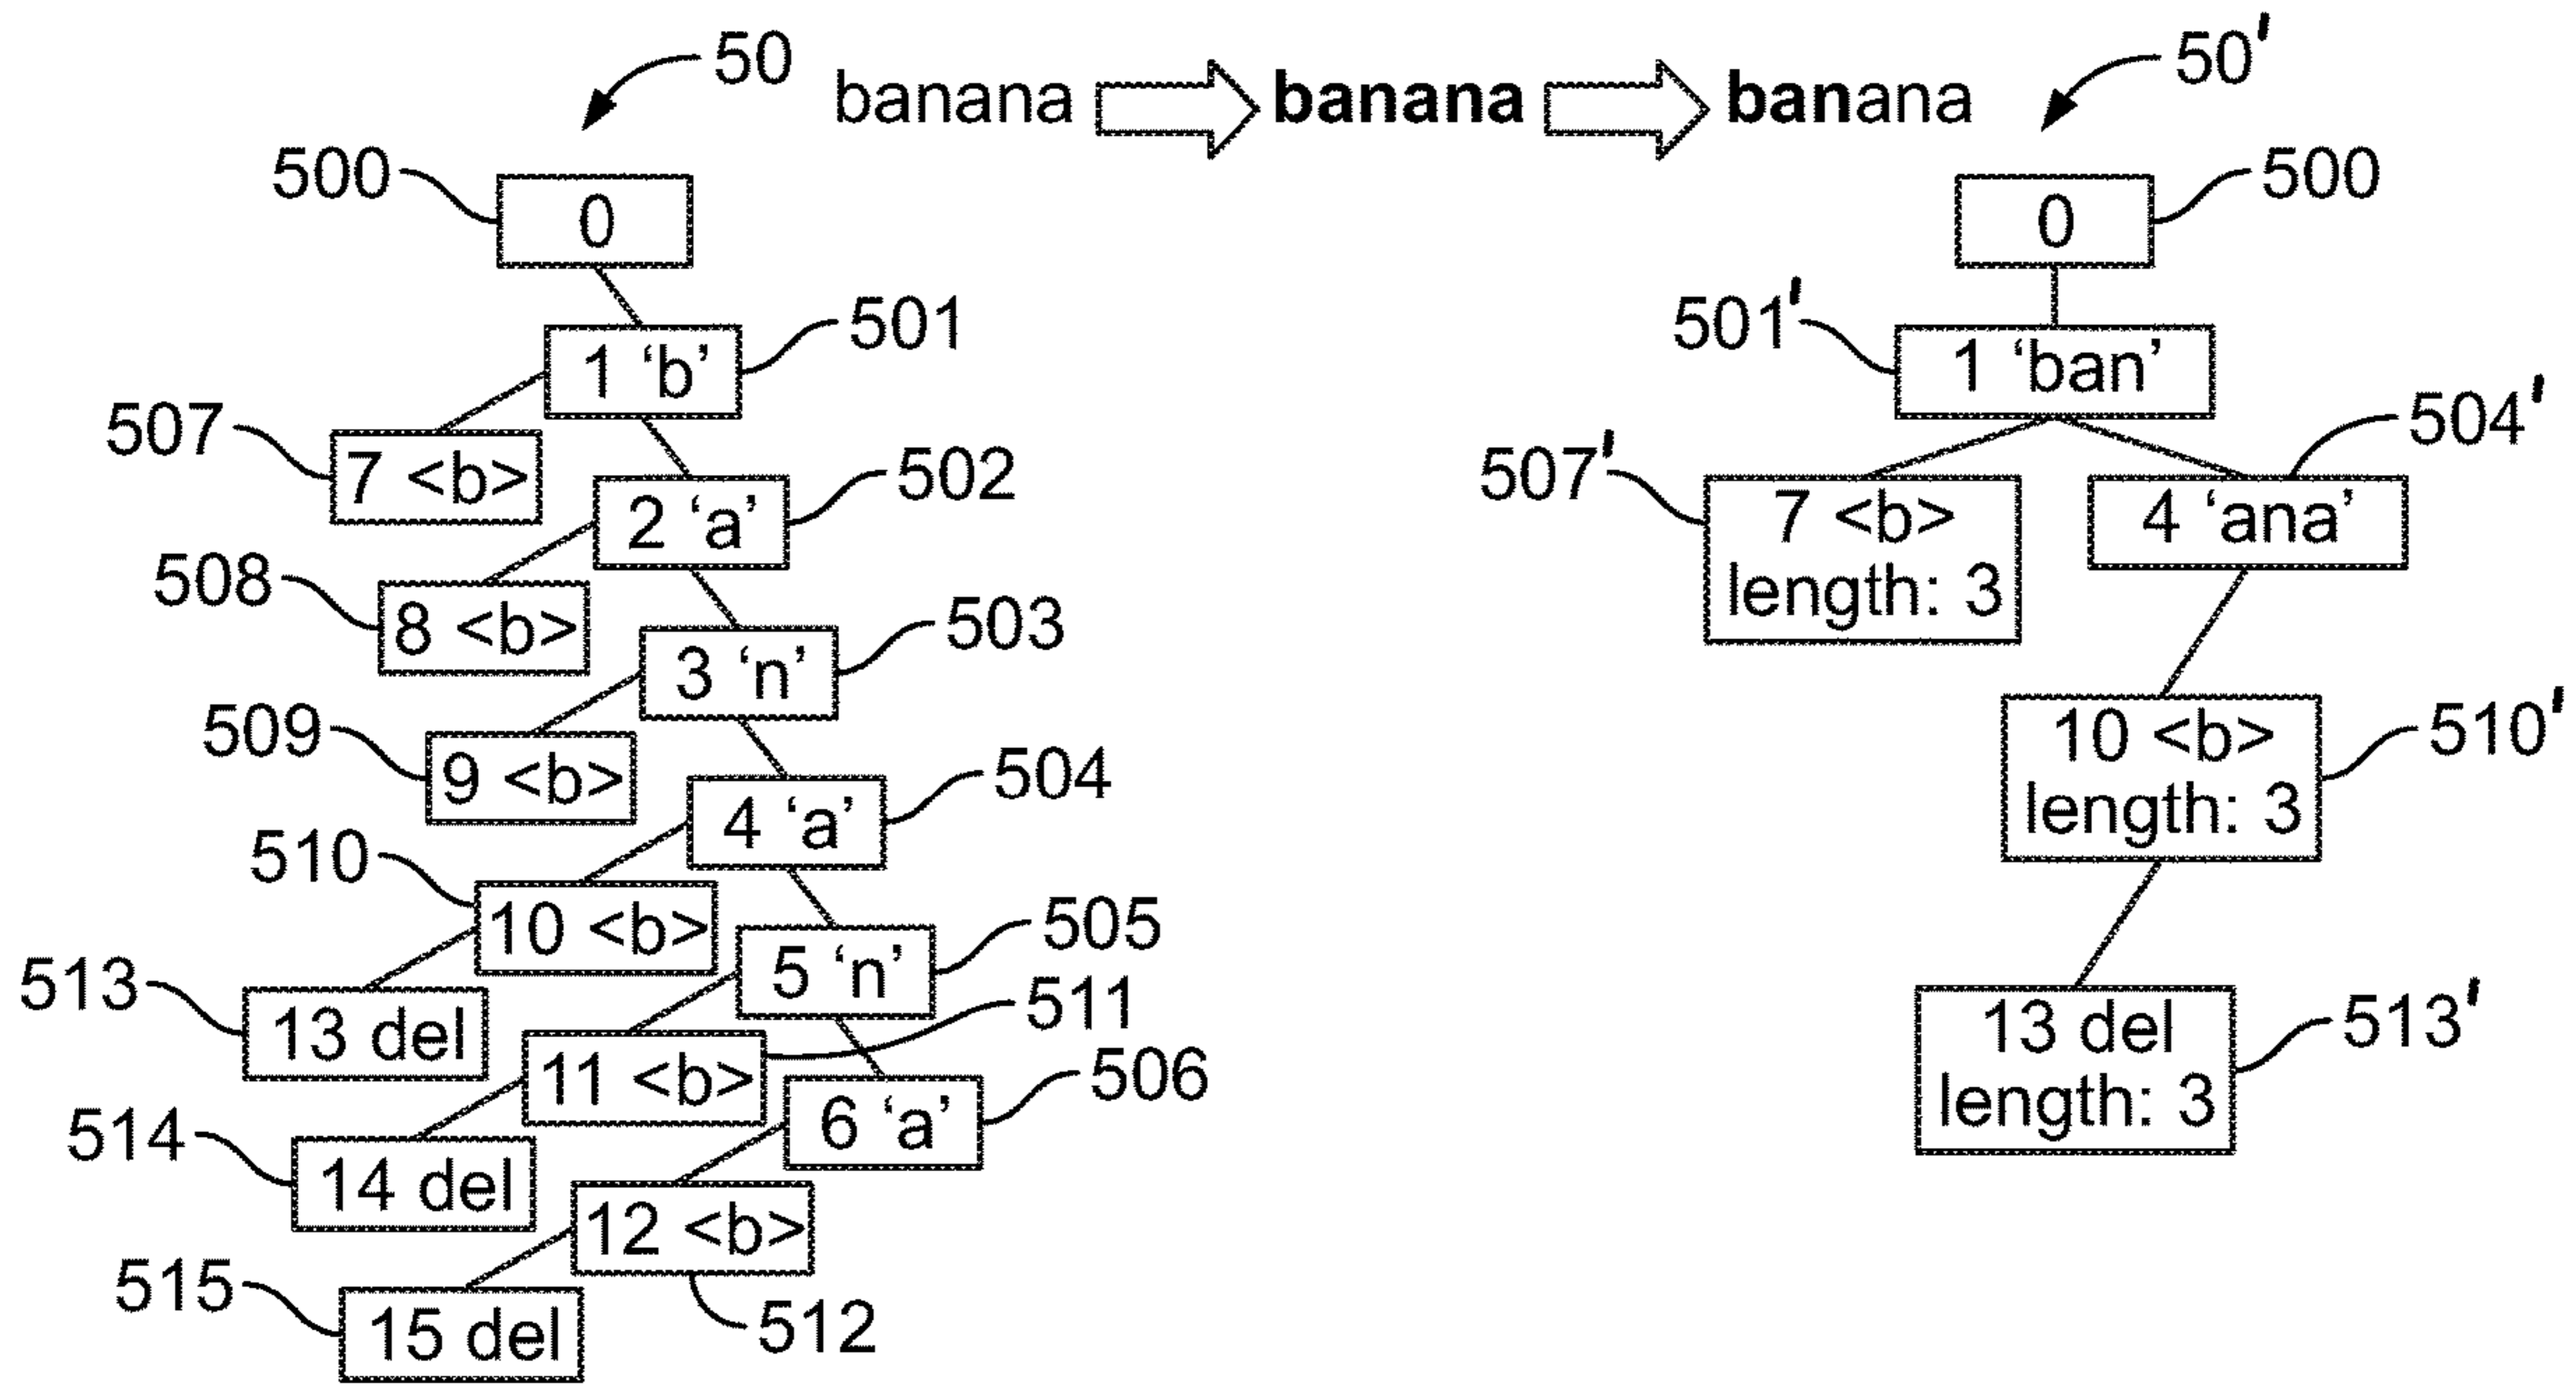 50
banana banana banana
50'
500
0
500
0
501
1 ‘b’
501'
1 ‘ban’
507
7 <b>
502
2 ‘a’
504'
507'
7 <b>
length: 3
4 ‘ana’
508
8 <b>
503
3 ‘n’
509
9 <b>
504
4 ‘a’
10 <b>
length: 3
510'
510
10 <b>
505
5 ‘n’
513
13 del
511
11 <b>
506
6 ‘a’
13 del
length: 3
513'
514
14 del
12 <b>
512
515
15 del